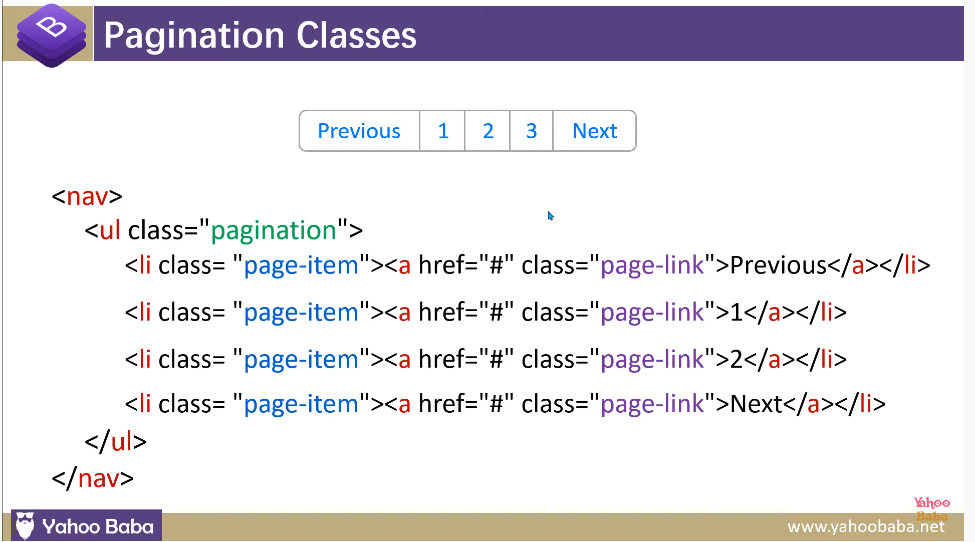 B
Pagination Classes
Previous 1 2 3 Next
<nav>
<ul class="pagination">
<li class= "page-item"><a href="#" class="page-link">Previous</a></li>
<li class= "page-item"><a href="#" class="page-link">1</a></li>
<li class= "page-item"><a href="#" class="page-link">2</a></li>
<li class= "page-item"><a href="#" class="page-link">Next</a></li>
</ul>
</nav>
Yahoo
Baba
Yahoo Baba
www.yahoobaba.net